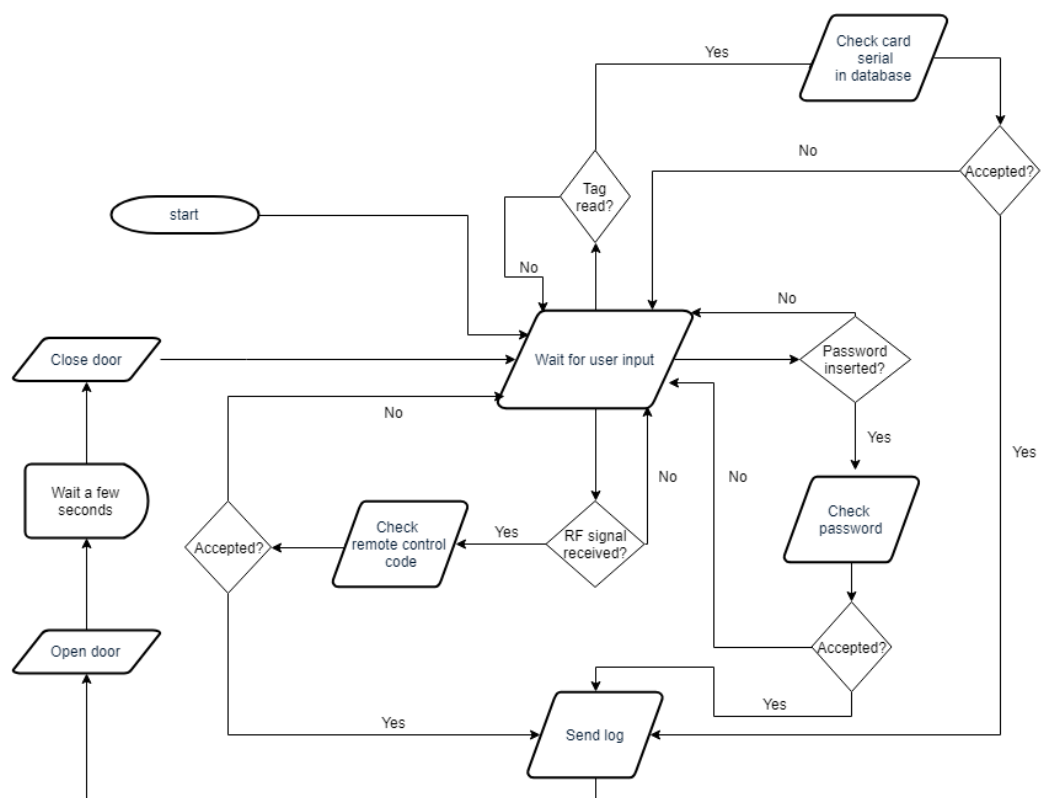 Yes
Check card
serial
in database
No
Accepted?
Tag
read?
start
No
No
Close door
Wait for user input
Password
inserted?
No
Yes
Yes
No
No
Wait a few
seconds
Check
password
Accepted?
Check
remote control
code
Yes
RF signal
received?
Open door
Accepted?
Yes
Yes
Send log